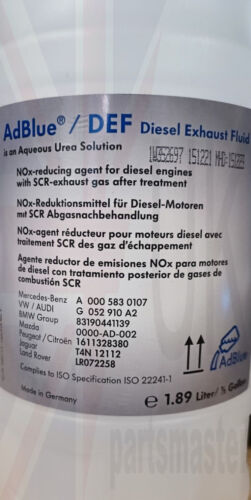 AdBlue® / DEF Diesel Exhaust Fluid
is an Aqueous Urea Solution
151221
NOx-reducing agent for diesel engines
with SCR-exhaust gas after treatment
NOx-Reduktionsmittel für Diesel-Motoren
mit SCR Abgasnachbehandlung
NOx-agent réducteur pour moteurs diesel avec
traitement SCR des gaz d'échappement
Agente reductor de emisiones NOx para motores
de diesel con tratamiento posterior de gases de
combustión SCR
Mercedes-Benz A 000 583 0107
VW / AUDI G 052 910 A2
BMW Group 83190441139
Mazda 0000-AD-002
Peugeot / Citroën 1611328380
Jaguar T4N 12112
Land Rover LR072258
Complies to ISO Specification ISO 22241-1
AdBlue®
Made in Germany
e 1.89 Liter/ ½ Gallone
partsmaster